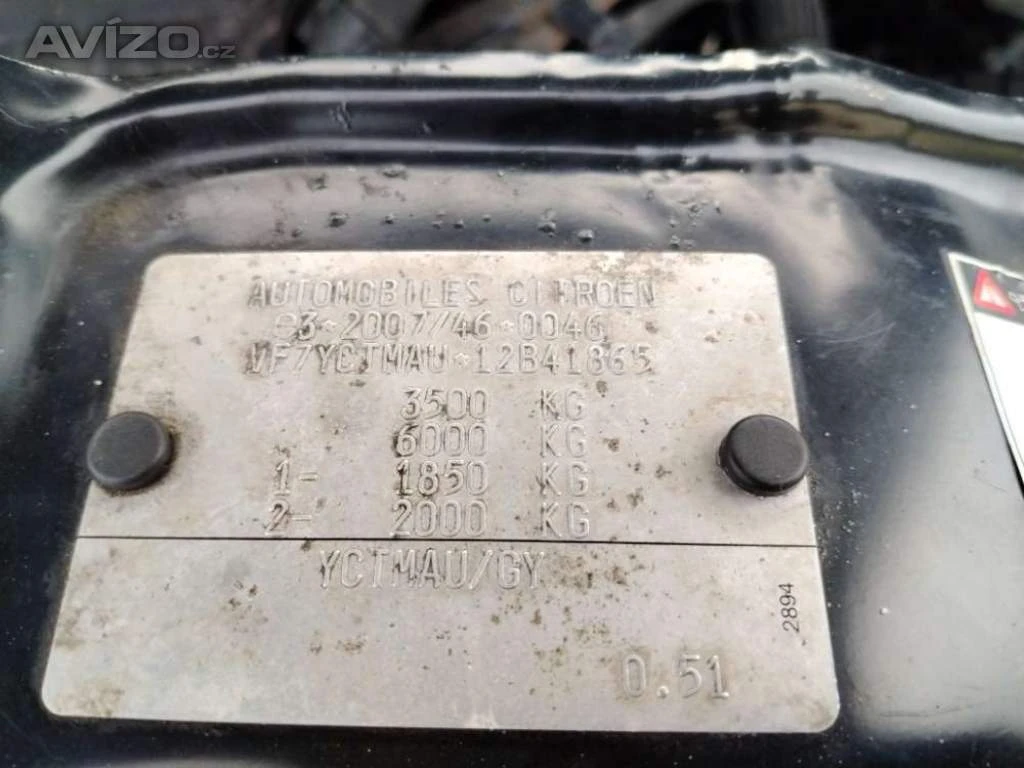 AVÍZO.cz
AUTOMOBILES CITROEN
e3*2007/46*0046
VF7YCTMAU*12B41865
3500 KG
6000 KG
1- 1850 KG
2- 2000 KG
YCTMAU/GY
2894
0.51